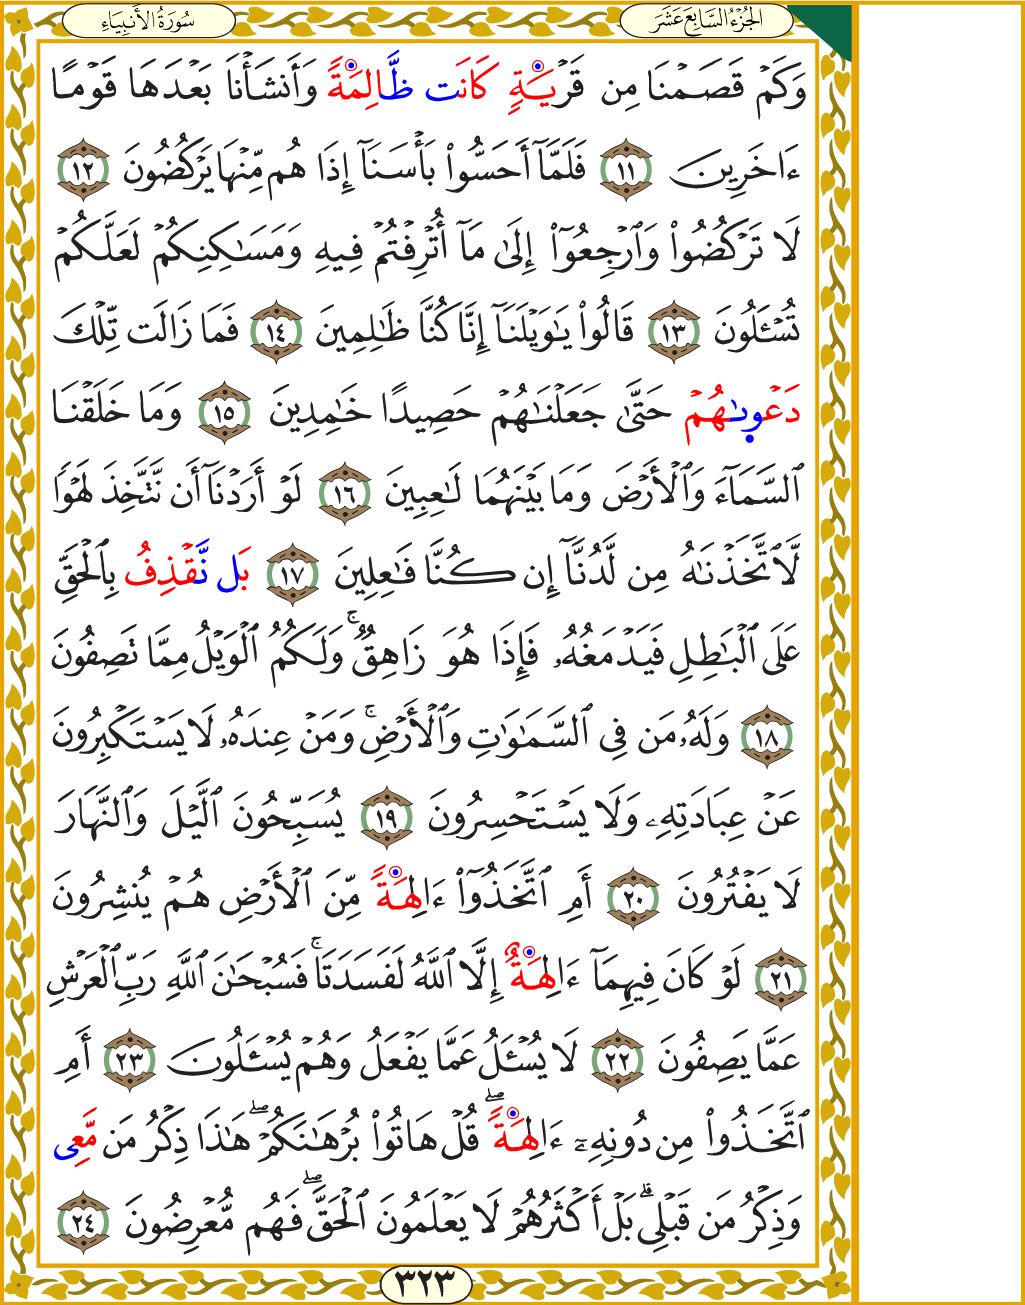 الجُزْءُ السَّابِعَ عَشَرَ
سُورَةُ الأَنبِيَاءِ
وَكَمْ قَصَمْنَا مِن قَرْيَةٍ كَانَت ظَّالِمَةً وَأَنشَأْنَا بَعْدَهَا قَوْمًا
ءَاخَرِينَ ١١ فَلَمَّآ أَحَسُّوا۟ بَأْسَنَآ إِذَا هُم مِّنْهَا يَرْكُضُونَ ١٢
لَا تَرْكُضُوا۟ وَٱرْجِعُوٓا۟ إِلَىٰ مَآ أُتْرِفْتُمْ فِيهِ وَمَسَـٰكِنِكُمْ لَعَلَّكُمْ
تُسْـَٔلُونَ ١٣ قَالُوا۟ يَـٰوَيْلَنَآ إِنَّا كُنَّا ظَـٰلِمِينَ ١٤ فَمَا زَالَت تِّلْكَ
دَعْوىٰهُمْ حَتَّىٰ جَعَلْنَـٰهُمْ حَصِيدًا خَـٰمِدِينَ ١٥ وَمَا خَلَقْنَا
ٱلسَّمَآءَ وَٱلْأَرْضَ وَمَا بَيْنَهُمَا لَـٰعِبِينَ ١٦ لَوْ أَرَدْنَآ أَن نَّتَّخِذَ لَهْوًا
لَّٱتَّخَذْنَـٰهُ مِن لَّدُنَّآ إِن كُنَّا فَـٰعِلِينَ ١٧ بَل نَّقْذِفُ بِٱلْحَقِّ
عَلَى ٱلْبَـٰطِلِ فَيَدْمَغُهُۥ فَإِذَا هُوَ زَاهِقٌ ۚ وَلَكُمُ ٱلْوَيْلُ مِمَّا تَصِفُونَ
١٨ وَلَهُۥ مَن فِى ٱلسَّمَـٰوَٰتِ وَٱلْأَرْضِ ۚ وَمَنْ عِندَهُۥ لَا يَسْتَكْبِرُونَ
عَنْ عِبَادَتِهِۦ وَلَا يَسْتَحْسِرُونَ ١٩ يُسَبِّحُونَ ٱلَّيْلَ وَٱلنَّهَارَ
لَا يَفْتُرُونَ ٢٠ أَمِ ٱتَّخَذُوٓا۟ ءَالِهَةً مِّنَ ٱلْأَرْضِ هُمْ يُنشِرُونَ
٢١ لَوْ كَانَ فِيهِمَآ ءَالِهَةٌ إِلَّا ٱللَّهُ لَفَسَدَتَا ۚ فَسُبْحَـٰنَ ٱللَّهِ رَبِّ ٱلْعَرْشِ
عَمَّا يَصِفُونَ ٢٢ لَا يُسْـَٔلُ عَمَّا يَفْعَلُ وَهُمْ يُسْـَٔلُونَ ٢٣ أَمِ
ٱتَّخَذُوا۟ مِن دُونِهِۦٓ ءَالِهَةً ۖ قُلْ هَاتُوا۟ بُرْهَـٰنَكُمْ ۖ هَـٰذَا ذِكْرُ مَن مَّعِى
وَذِكْرُ مَن قَبْلِى ۗ بَلْ أَكْثَرُهُمْ لَا يَعْلَمُونَ ٱلْحَقَّ ۖ فَهُم مُّعْرِضُونَ ٢٤
٣٢٣